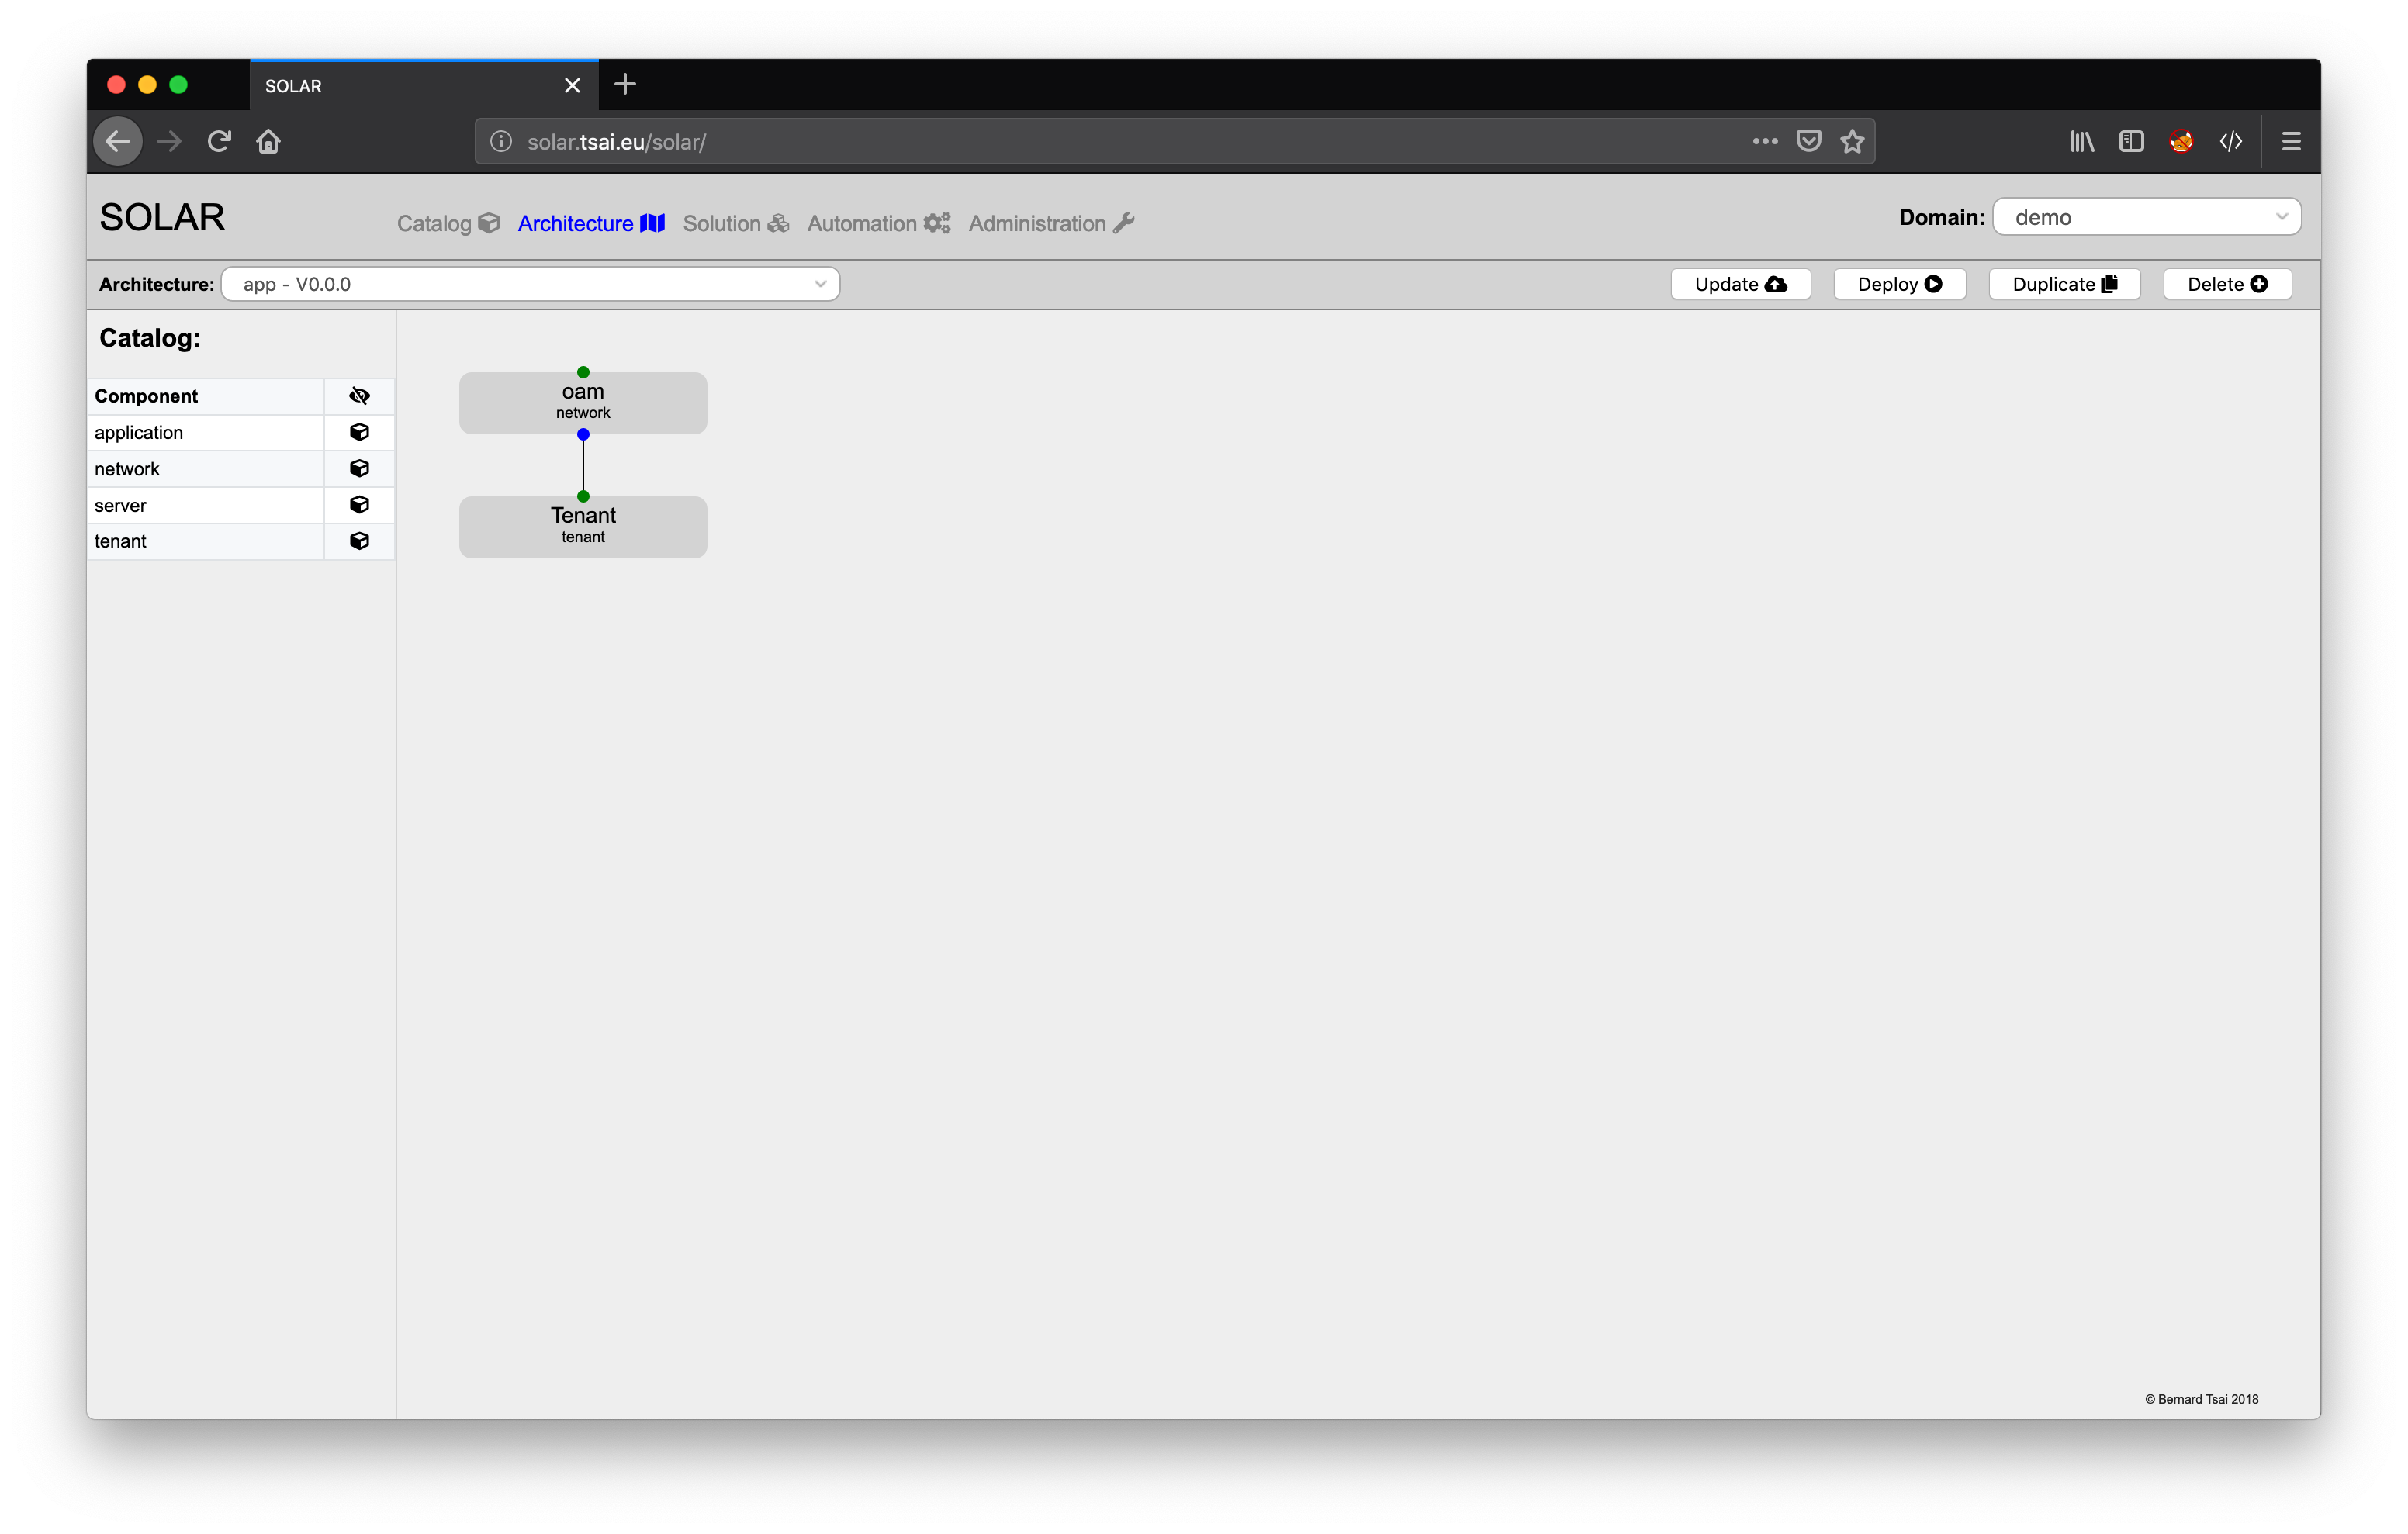 SOLAR
solar.tsai.eu/solar/
SOLAR
Catalog Architecture Solution Automation Administration
Domain: demo
Architecture: app - V0.0.0
Update Deploy Duplicate Delete
Catalog:
Component
application
network
server
tenant
oam
network
Tenant
tenant
© Bernard Tsai 2018